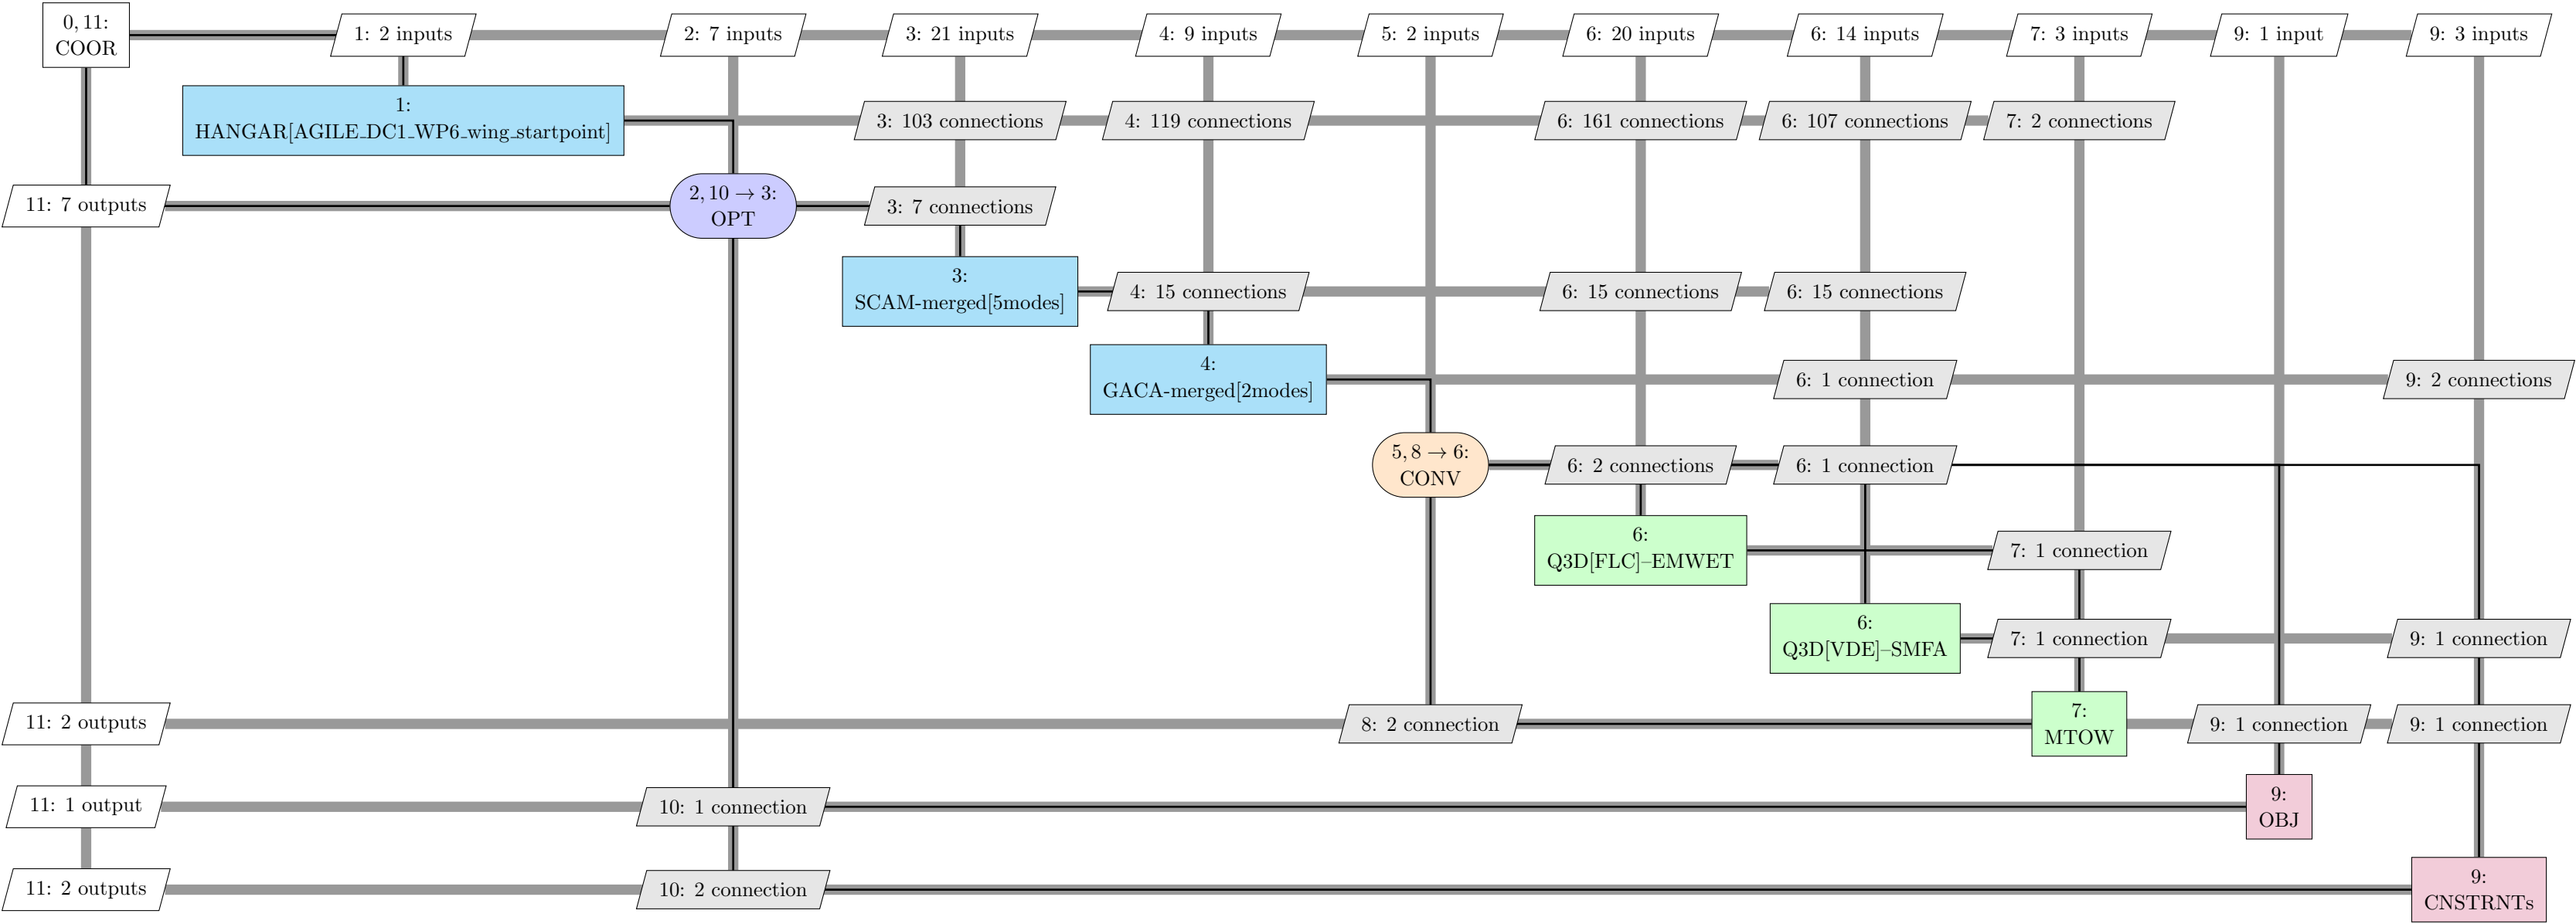 0, 11:
COOR
1: 2 inputs
2: 7 inputs
3: 21 inputs
4: 9 inputs
5: 2 inputs
6: 20 inputs
6: 14 inputs
7: 3 inputs
9: 1 input
9: 3 inputs
1:
HANGAR[AGILE_DC1_WP6_wing_startpoint]
3: 103 connections
4: 119 connections
6: 161 connections
6: 107 connections
7: 2 connections
11: 7 outputs
2, 10 → 3:
OPT
3: 7 connections
3:
SCAM-merged[5modes]
4: 15 connections
6: 15 connections
6: 15 connections
4:
GACA-merged[2modes]
6: 1 connection
9: 2 connections
5, 8 → 6:
CONV
6: 2 connections
6: 1 connection
6:
Q3D[FLC]–EMWET
7: 1 connection
6:
Q3D[VDE]–SMFA
7: 1 connection
9: 1 connection
11: 2 outputs
8: 2 connection
7:
MTOW
9: 1 connection
9: 1 connection
11: 1 output
10: 1 connection
9:
OBJ
11: 2 outputs
10: 2 connection
9:
CNSTRNTs